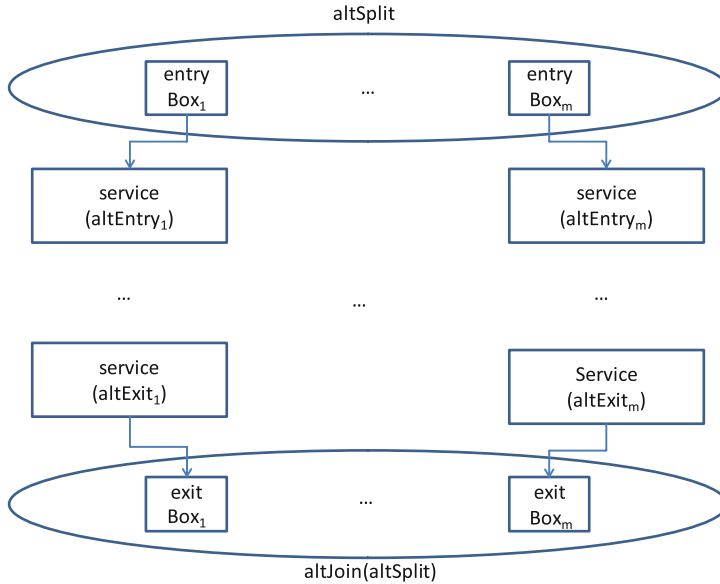 altSplit
entry
Box₁
...
entry
Boxₘ
service
(altEntry₁)
service
(altEntryₘ)
...
...
...
service
(altExit₁)
Service
(altExitₘ)
exit
Box₁
...
exit
Boxₘ
altJoin(altSplit)